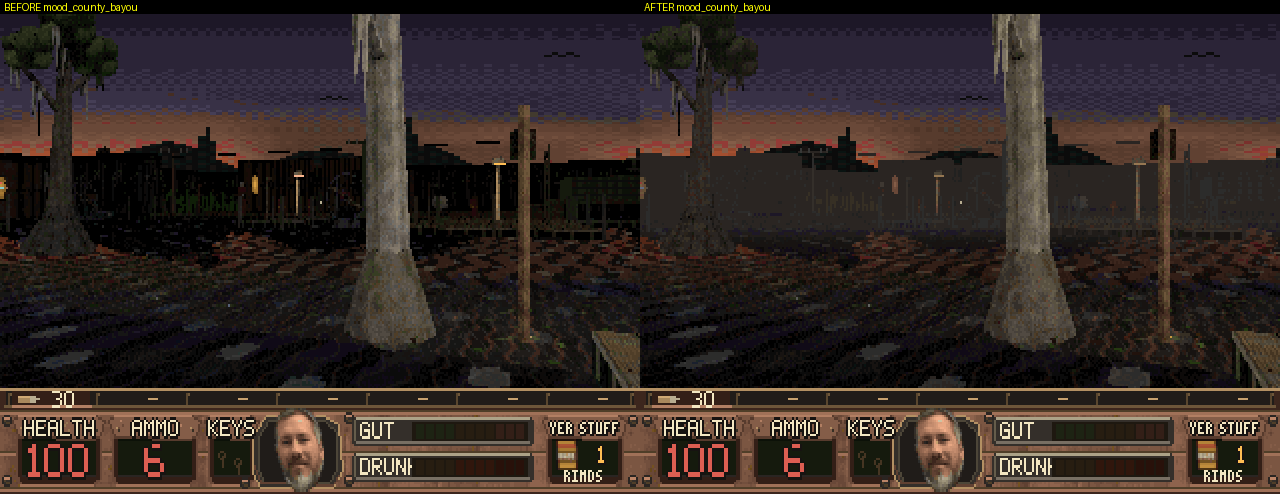 BEFORE mood_county_bayou
AFTER mood_county_bayou
30
30
HEALTH AMMO KEYS GUT YER STUFF
100 6 DRUNK 1
RINDS
HEALTH AMMO KEYS GUT YER STUFF
100 6 DRUNK 1
RINDS